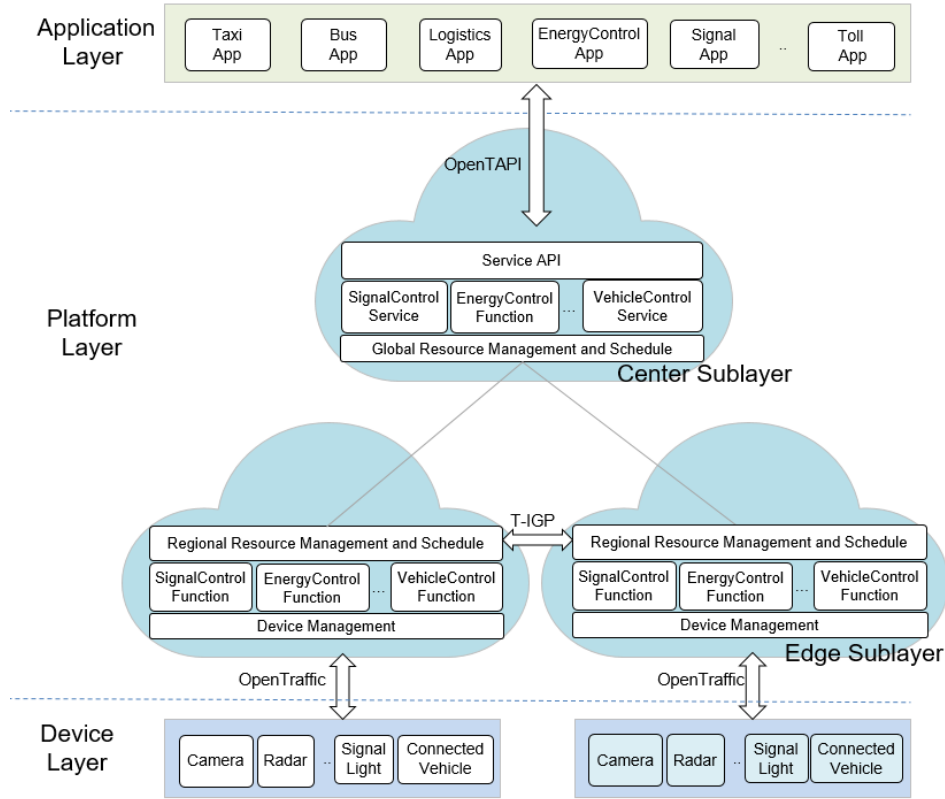 Application
Layer
Taxi
App
Bus
App
Logistics
App
EnergyControl
App
Signal
App
..
Toll
App
OpenTAPI
Platform
Layer
Service API
SignalControl
Service
EnergyControl
Function
...
VehicleControl
Service
Global Resource Management and Schedule
Center Sublayer
T-IGP
Regional Resource Management and Schedule
SignalControl
Function
EnergyControl
Function
...
VehicleControl
Function
Device Management
Regional Resource Management and Schedule
SignalControl
Function
EnergyControl
Function
...
VehicleControl
Function
Device Management
Edge Sublayer
OpenTraffic
OpenTraffic
Device
Layer
Camera
Radar
..
Signal
Light
Connected
Vehicle
Camera
Radar
..
Signal
Light
Connected
Vehicle